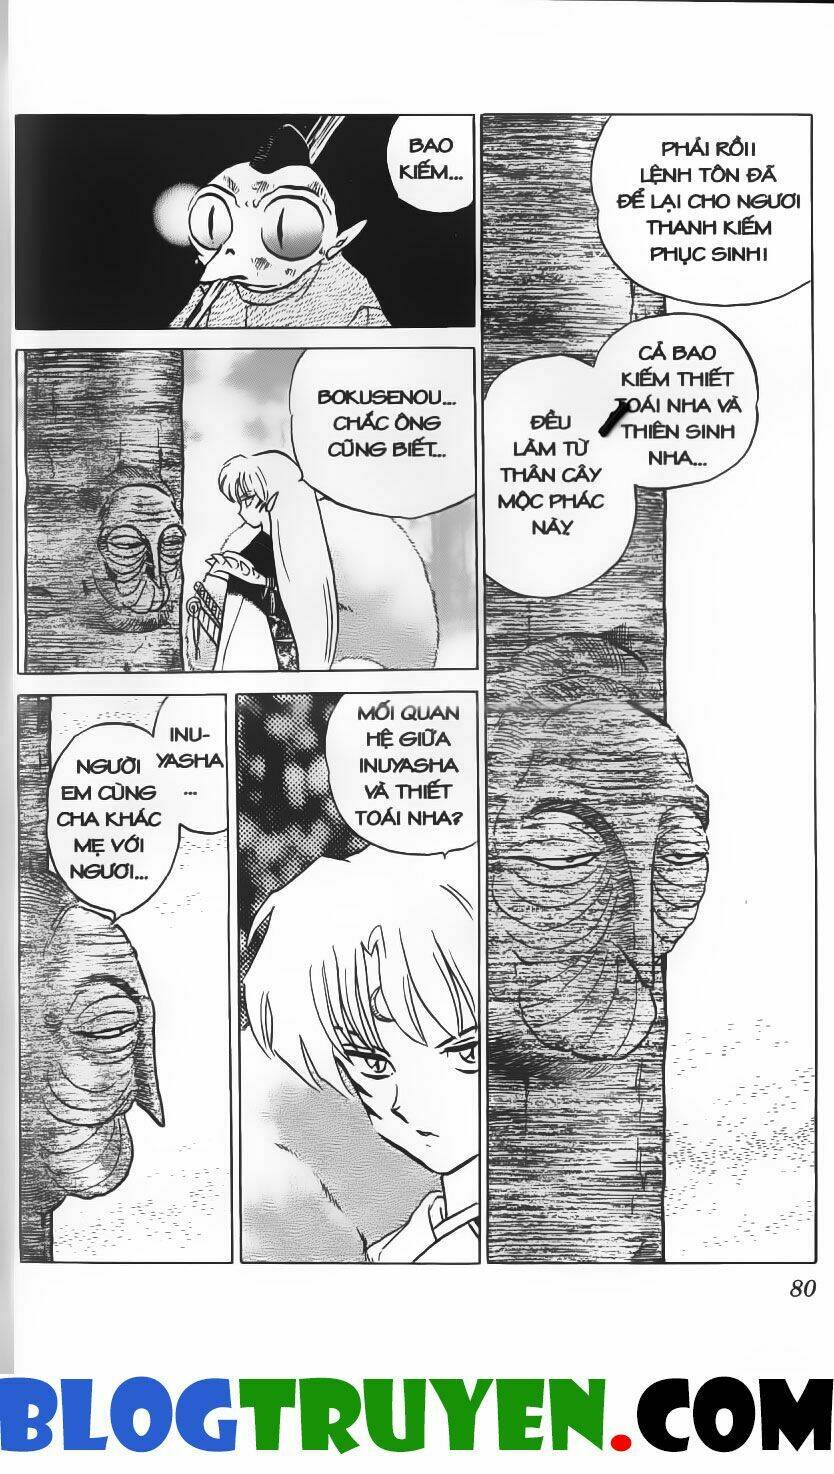 PHẢI RỒI!
LỆNH TÔN ĐÃ
ĐỂ LẠI CHO NGƯƠI
THANH KIẾM
PHỤC SINH!
CẢ BAO
KIẾM THIẾT
TOÁI NHA VÀ
THIÊN SINH
NHA...
ĐỀU
LÀM TỪ
THÂN CÂY
MỘC PHÁC
NÀY.
BAO
KIẾM...
BOKUSENOU...
CHẮC ÔNG
CŨNG BIẾT...
MỐI QUAN
HỆ GIỮA
INUYASHA
VÀ THIẾT
TOÁI NHA?
INU-
YASHA
...
NGƯỜI
EM CÙNG
CHA KHÁC
MẸ VỚI
NGƯƠI...
80
BLOGTRUYEN.COM